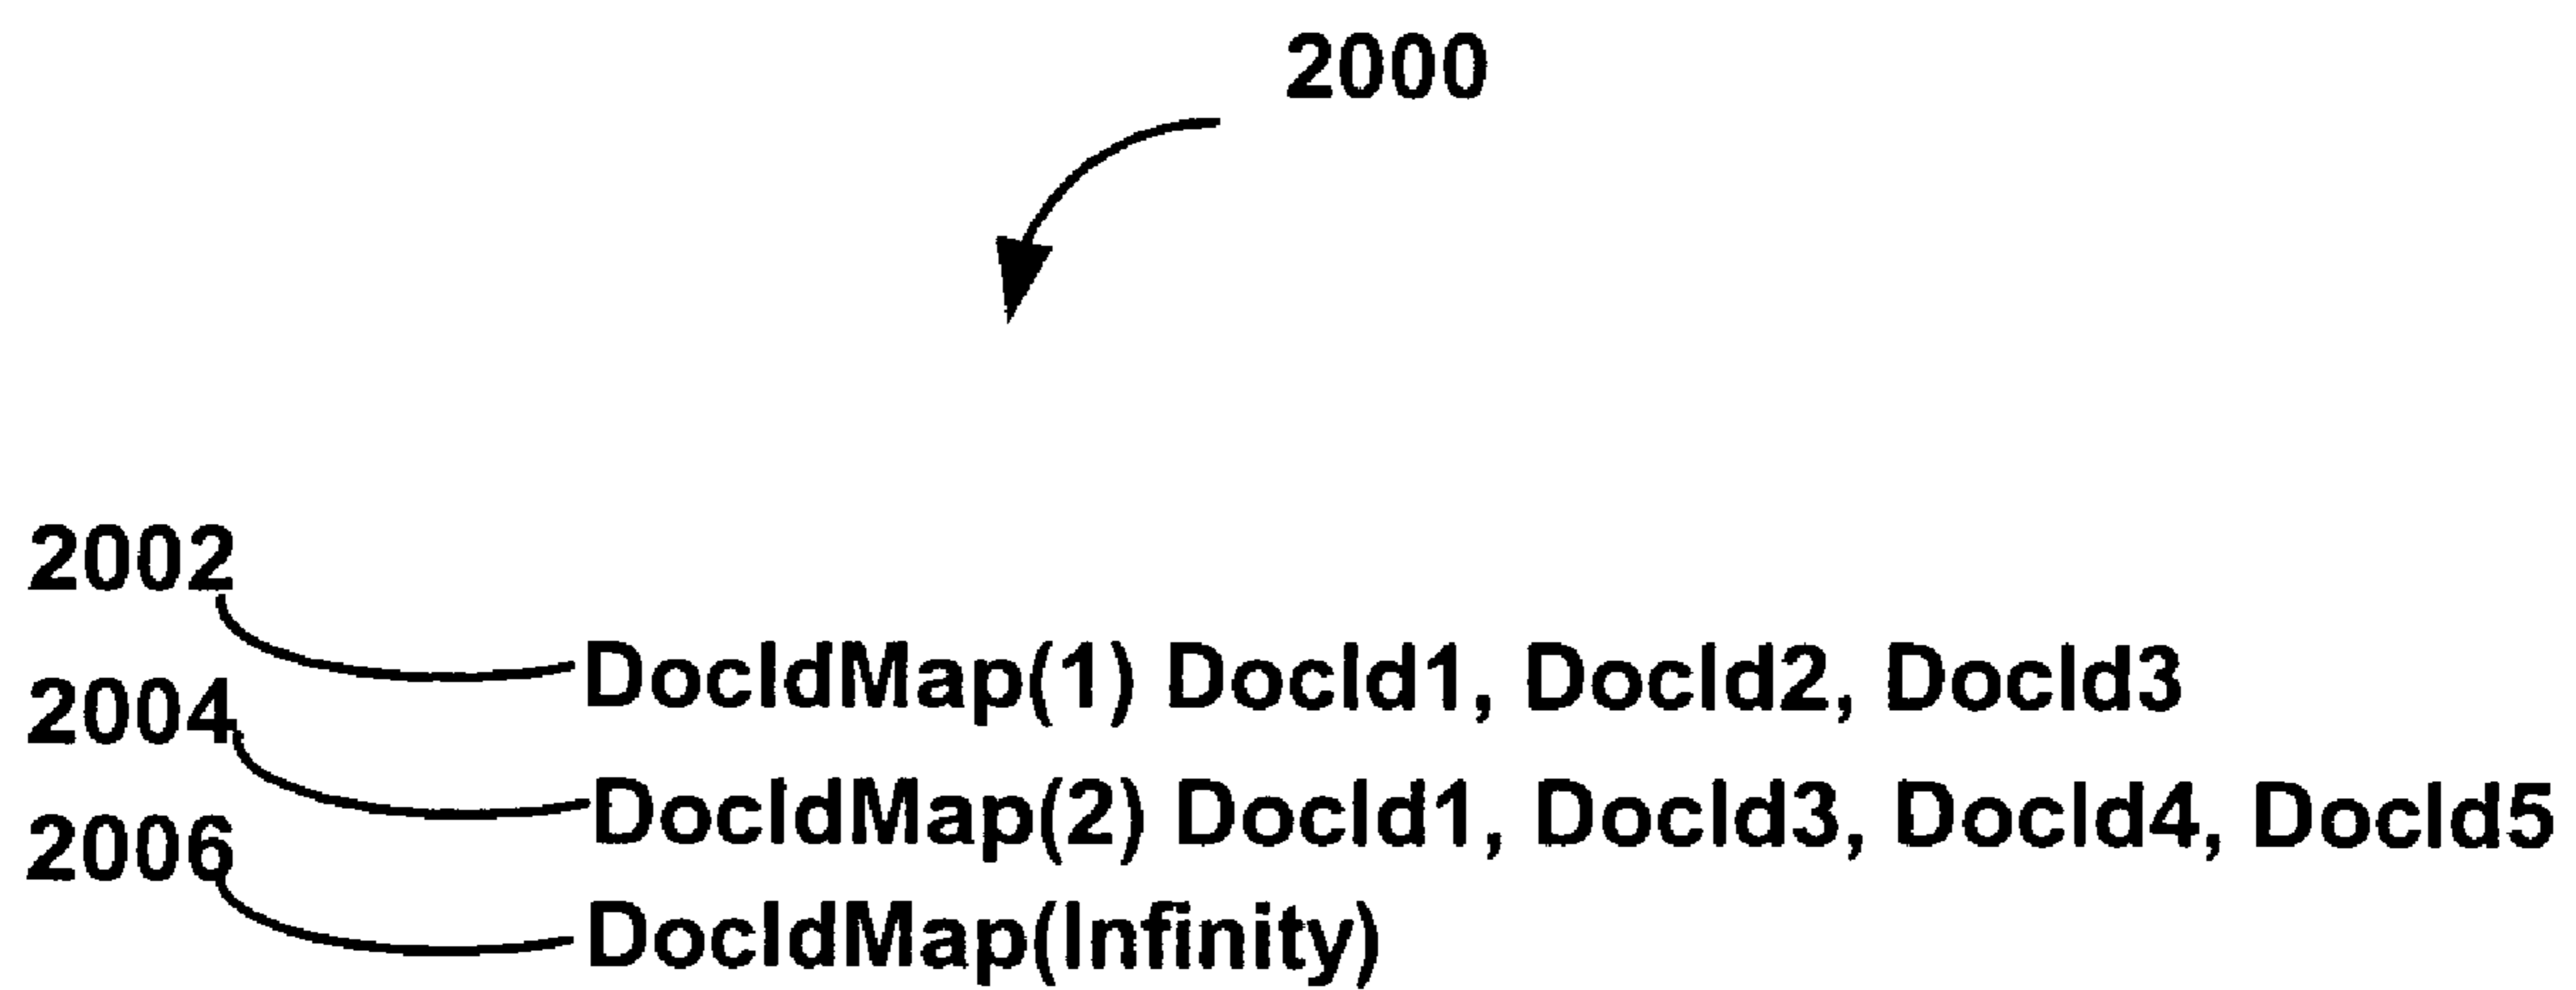 2000
2002
DocIdMap(1) DocId1, DocId2, DocId3
2004
DocIdMap(2) DocId1, DocId3, DocId4, DocId5
2006
DocIdMap(Infinity)